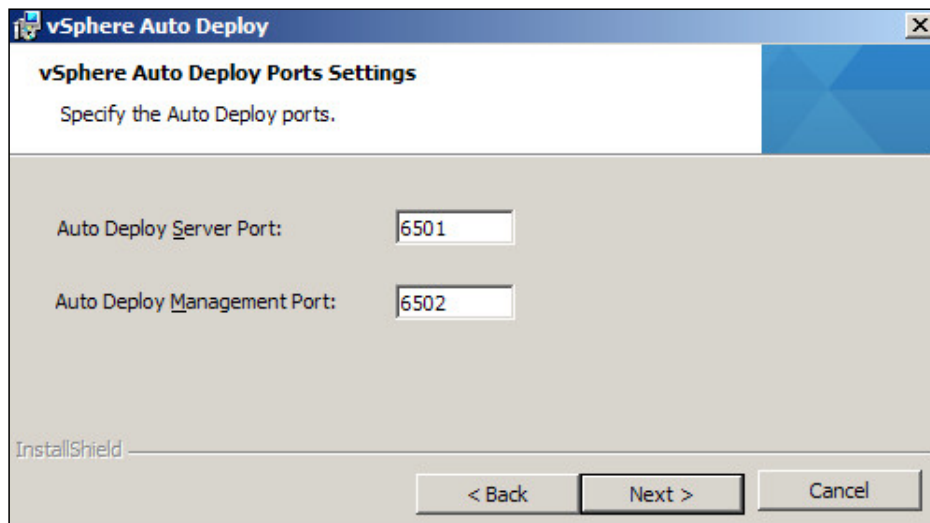 vSphere Auto Deploy
vSphere Auto Deploy Ports Settings
Specify the Auto Deploy ports.
Auto Deploy Server Port: 6501
Auto Deploy Management Port: 6502
InstallShield
< Back Next > Cancel